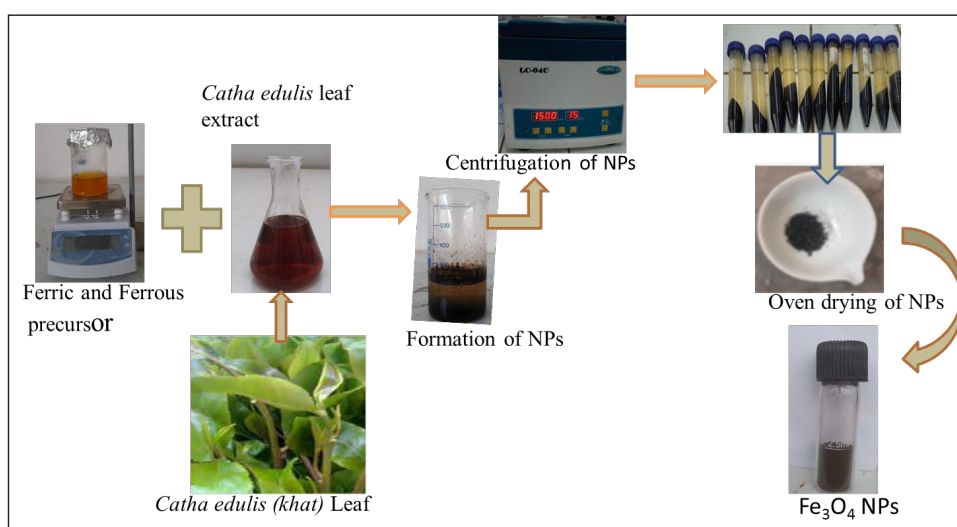 Catha edulis leaf
extract
LC-04C
1500 15
Centrifugation of NPs
Ferric and Ferrous
precursor
Formation of NPs
Oven drying of NPs
Catha edulis (khat) Leaf
Fe₃O₄ NPs